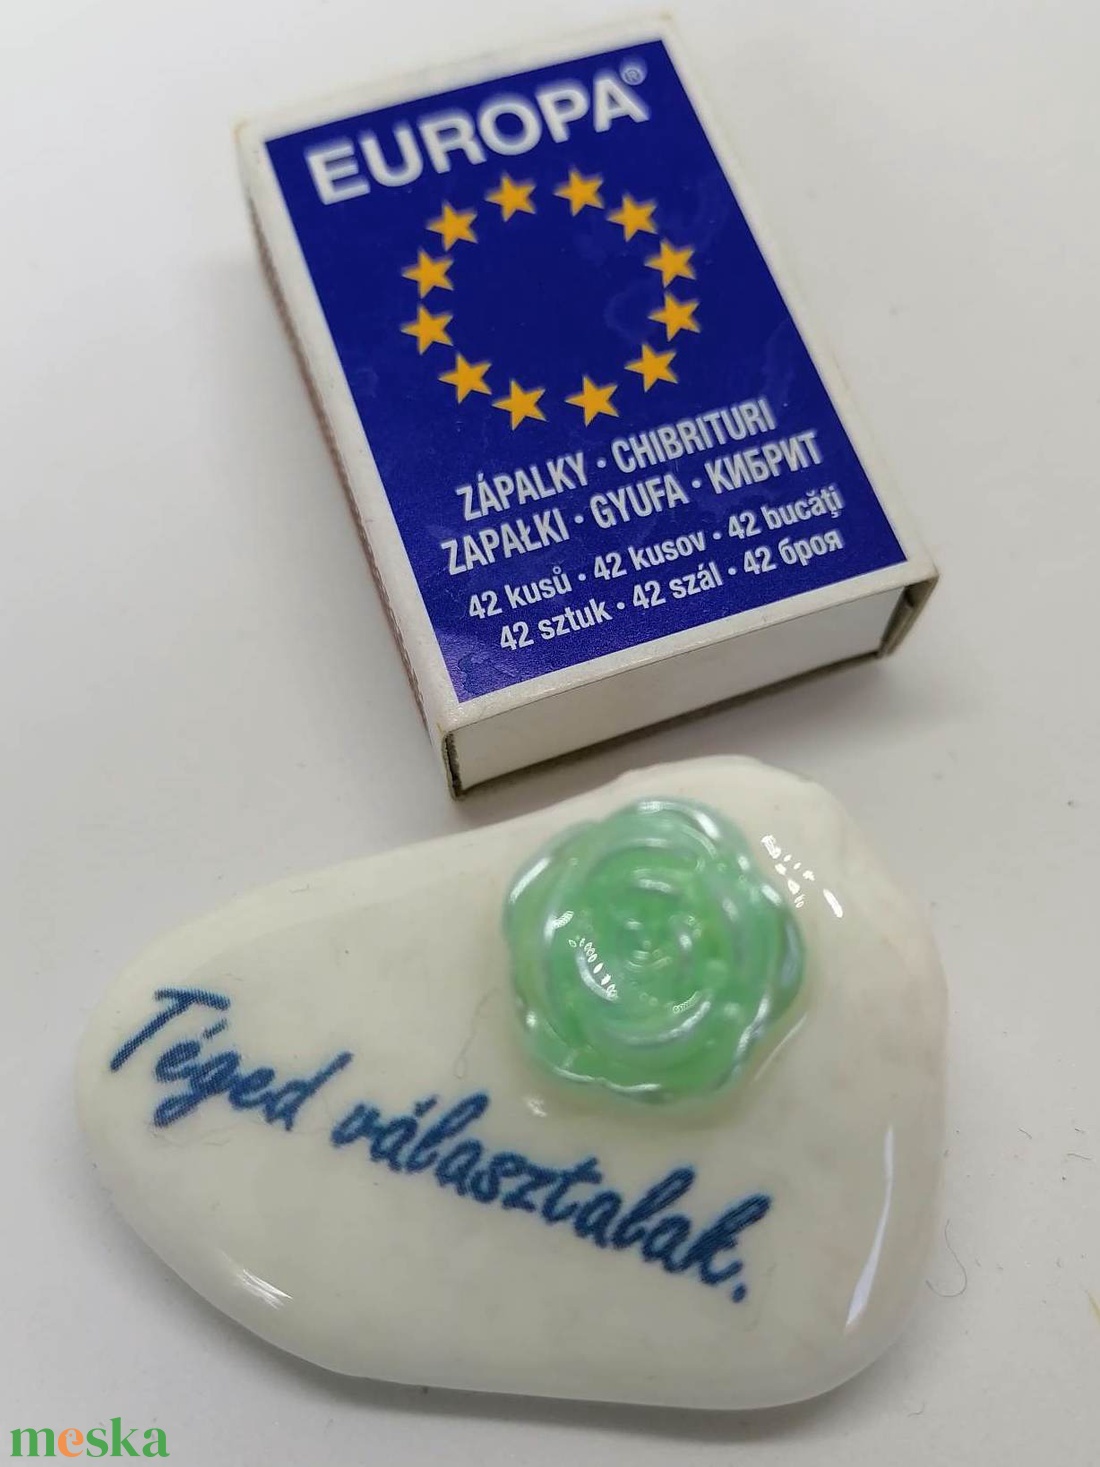 EUROPA®
ZÁPALKY · CHIBRITURI
ZAPAŁKI · GYUFA · КИБРИТ
42 kusů · 42 kusov · 42 bucăţi
42 sztuk · 42 szál · 42 броя
Téged választalak.
meska